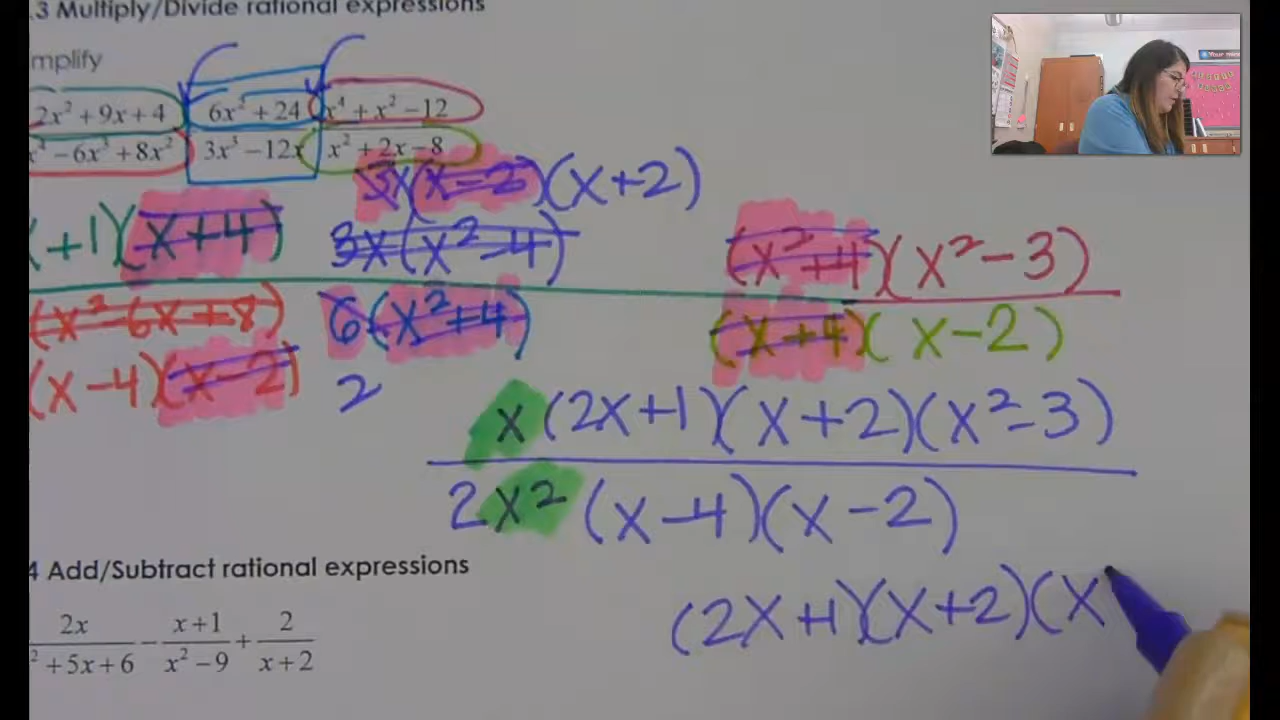 .3 Multiply/Divide rational expressions
mplify
2x² + 9x + 4   6x² + 24   x⁴ + x² − 12
x⁴ − 6x³ + 8x²   3x³ − 12x   x² + 2x − 8
3x(x−2)(x+2)
+1)(x+4)   3x(x²−4)   (x²+4)(x²−3)
(x²−6x+8)   6(x²+4)   (x+4)(x−2)
(x−4)(x−2)   2
x(2x+1)(x+2)(x²−3)
2x²(x−4)(x−2)
4 Add/Subtract rational expressions
(2x+1)(x+2)(x
2x   x+1   2
² + 5x + 6 − x² − 9 + x + 2